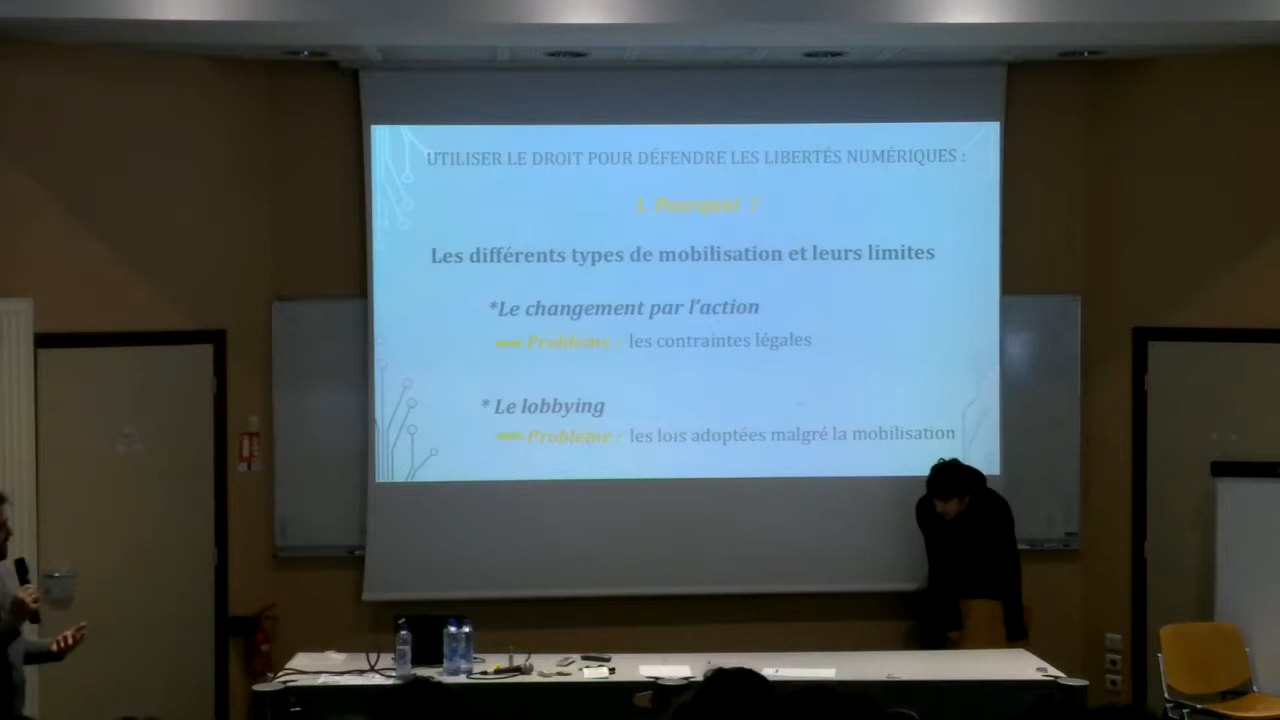 UTILISER LE DROIT POUR DÉFENDRE LES LIBERTÉS NUMÉRIQUES :
1. Pourquoi ?
Les différents types de mobilisation et leurs limites
*Le changement par l'action
Problème : les contraintes légales
* Le lobbying
Problème : les lois adoptées malgré la mobilisation